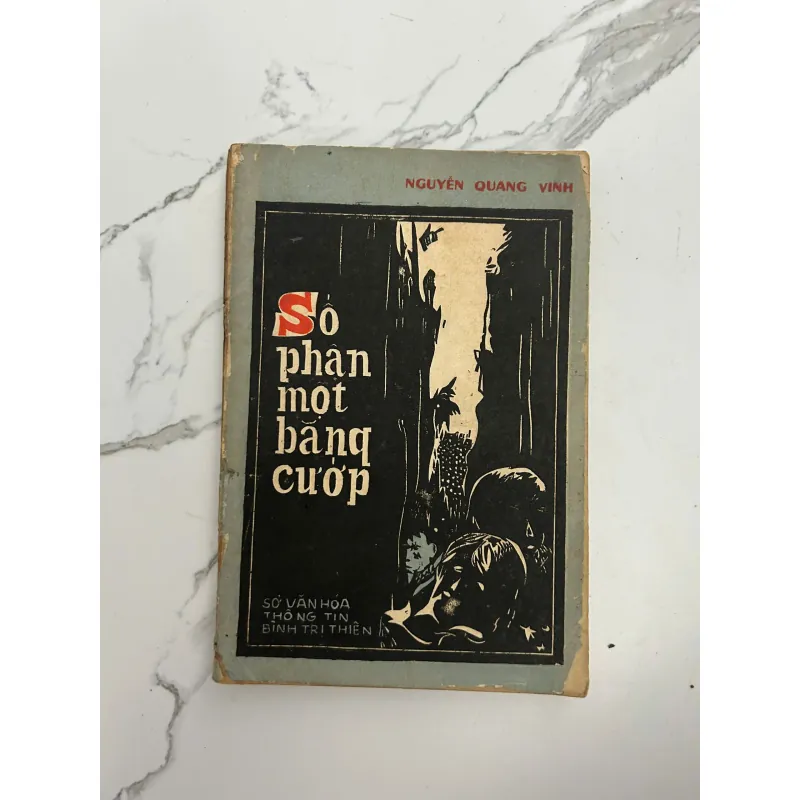 NGUYỄN QUANG VINH
Số
phận
một
băng
cướp
SỞ VĂN HÓA
THÔNG TIN
BÌNH TRỊ THIÊN